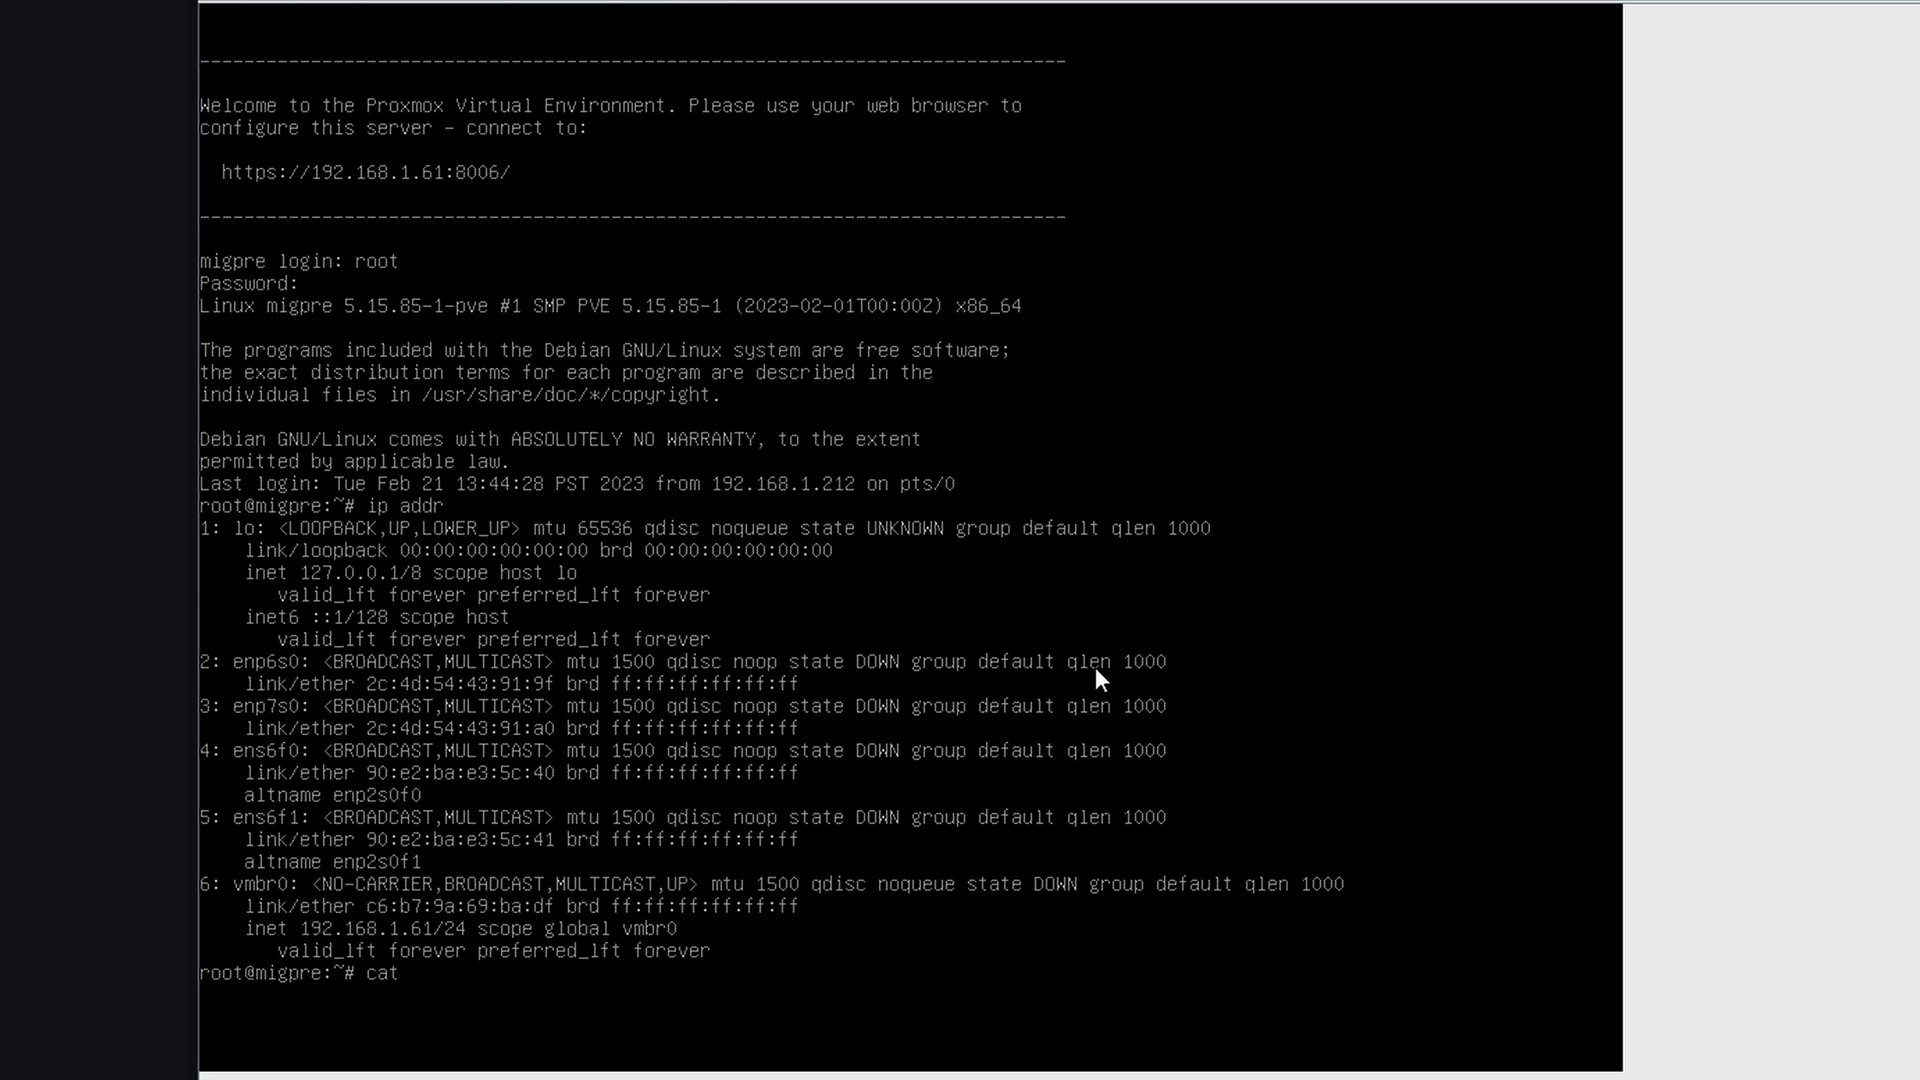 ------------------------------------------------------------------------------
Welcome to the Proxmox Virtual Environment. Please use your web browser to
configure this server - connect to:
https://192.168.1.61:8006/
------------------------------------------------------------------------------
migpre login: root
Password:
Linux migpre 5.15.85-1-pve #1 SMP PVE 5.15.85-1 (2023-02-01T00:00Z) x86_64
The programs included with the Debian GNU/Linux system are free software;
the exact distribution terms for each program are described in the
individual files in /usr/share/doc/*/copyright.
Debian GNU/Linux comes with ABSOLUTELY NO WARRANTY, to the extent
permitted by applicable law.
Last login: Tue Feb 21 13:44:28 PST 2023 from 192.168.1.212 on pts/0
root@migpre:~# ip addr
1: lo: <LOOPBACK,UP,LOWER_UP> mtu 65536 qdisc noqueue state UNKNOWN group default qlen 1000
link/loopback 00:00:00:00:00:00 brd 00:00:00:00:00:00
inet 127.0.0.1/8 scope host lo
valid_lft forever preferred_lft forever
inet6 ::1/128 scope host
valid_lft forever preferred_lft forever
2: enp6s0: <BROADCAST,MULTICAST> mtu 1500 qdisc noop state DOWN group default qlen 1000
link/ether 2c:4d:54:43:91:9f brd ff:ff:ff:ff:ff:ff
3: enp7s0: <BROADCAST,MULTICAST> mtu 1500 qdisc noop state DOWN group default qlen 1000
link/ether 2c:4d:54:43:91:a0 brd ff:ff:ff:ff:ff:ff
4: ens6f0: <BROADCAST,MULTICAST> mtu 1500 qdisc noop state DOWN group default qlen 1000
link/ether 90:e2:ba:e3:5c:40 brd ff:ff:ff:ff:ff:ff
altname enp2s0f0
5: ens6f1: <BROADCAST,MULTICAST> mtu 1500 qdisc noop state DOWN group default qlen 1000
link/ether 90:e2:ba:e3:5c:41 brd ff:ff:ff:ff:ff:ff
altname enp2s0f1
6: vmbr0: <NO-CARRIER,BROADCAST,MULTICAST,UP> mtu 1500 qdisc noqueue state DOWN group default qlen 1000
link/ether c6:b7:9a:69:ba:df brd ff:ff:ff:ff:ff:ff
inet 192.168.1.61/24 scope global vmbr0
valid_lft forever preferred_lft forever
root@migpre:~# cat